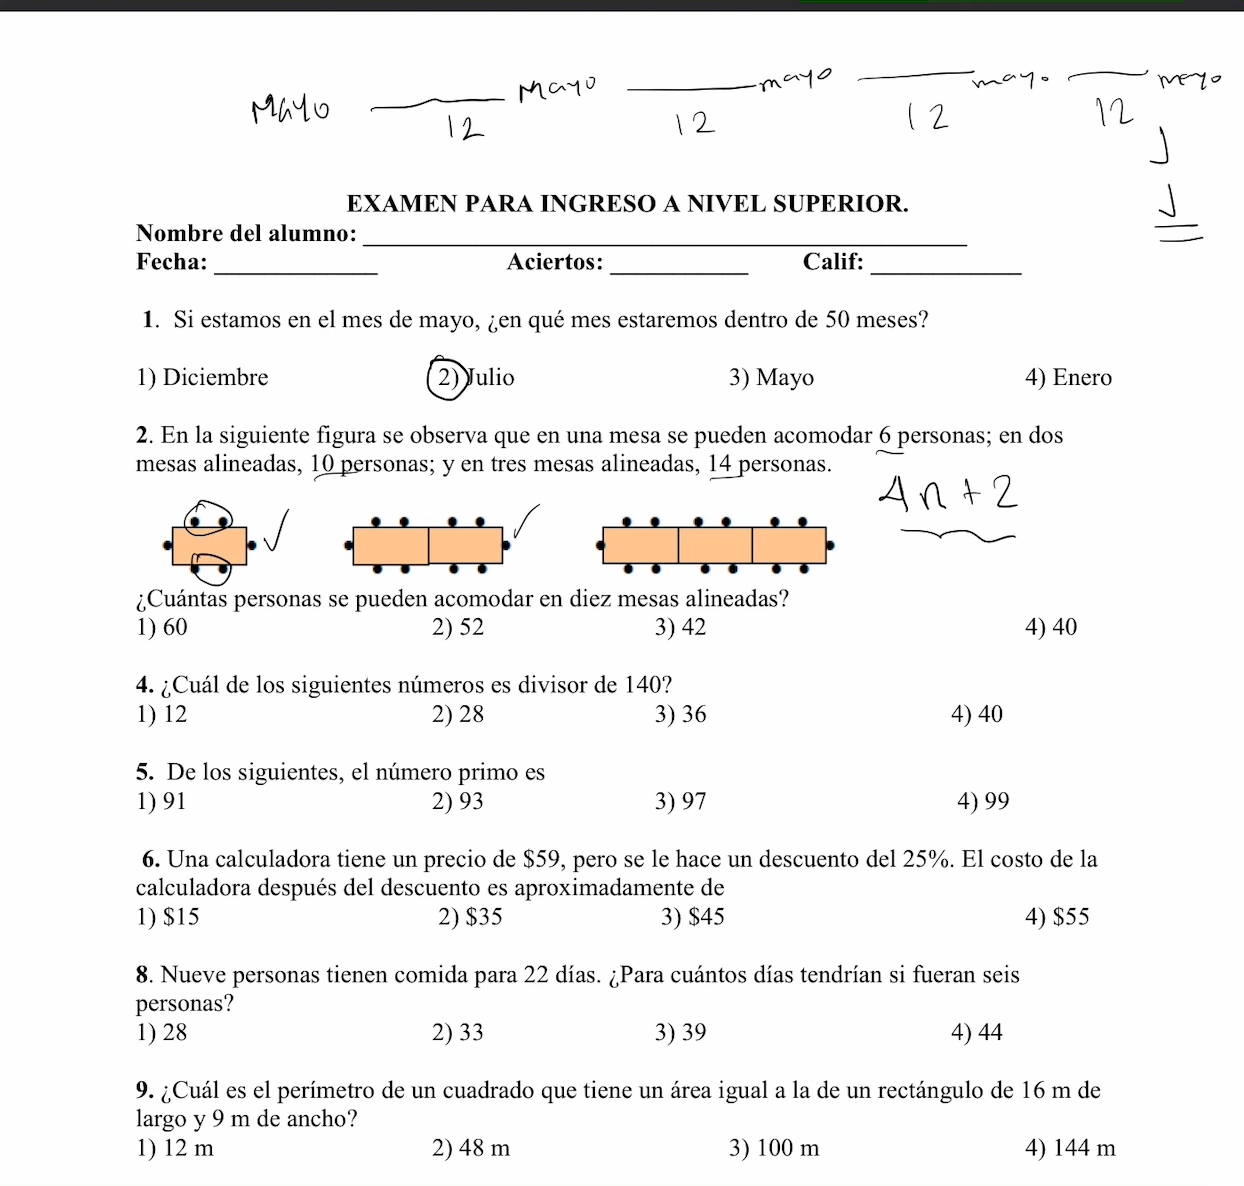 Mayo ____ Mayo ____ mayo ____ mayo ____ mayo
12 12 12 12
J
J
EXAMEN PARA INGRESO A NIVEL SUPERIOR.
Nombre del alumno: ____
Fecha: ____ Aciertos: ____ Calif: ____
1. Si estamos en el mes de mayo, ¿en qué mes estaremos dentro de 50 meses?
1) Diciembre 2) Julio 3) Mayo 4) Enero
2. En la siguiente figura se observa que en una mesa se pueden acomodar 6 personas; en dos
mesas alineadas, 10 personas; y en tres mesas alineadas, 14 personas.
4n+2
¿Cuántas personas se pueden acomodar en diez mesas alineadas?
1) 60 2) 52 3) 42 4) 40
4. ¿Cuál de los siguientes números es divisor de 140?
1) 12 2) 28 3) 36 4) 40
5. De los siguientes, el número primo es
1) 91 2) 93 3) 97 4) 99
6. Una calculadora tiene un precio de $59, pero se le hace un descuento del 25%. El costo de la
calculadora después del descuento es aproximadamente de
1) $15 2) $35 3) $45 4) $55
8. Nueve personas tienen comida para 22 días. ¿Para cuántos días tendrían si fueran seis
personas?
1) 28 2) 33 3) 39 4) 44
9. ¿Cuál es el perímetro de un cuadrado que tiene un área igual a la de un rectángulo de 16 m de
largo y 9 m de ancho?
1) 12 m 2) 48 m 3) 100 m 4) 144 m